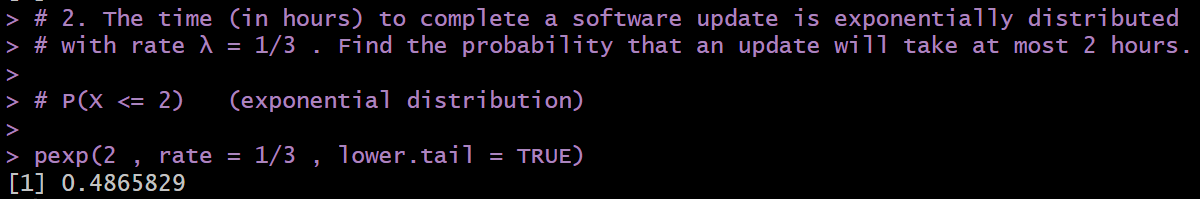 > # 2. The time (in hours) to complete a software update is exponentially distributed
> # with rate λ = 1/3 . Find the probability that an update will take at most 2 hours.
>
> # P(X <= 2)   (exponential distribution)
>
> pexp(2 , rate = 1/3 , lower.tail = TRUE)
[1] 0.4865829